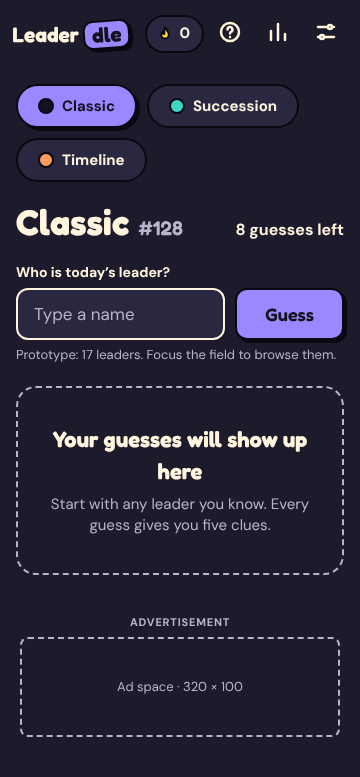 Leader dle 0
Classic Succession
Timeline
Classic #128 8 guesses left
Who is today's leader?
Type a name Guess
Prototype: 17 leaders. Focus the field to browse them.
Your guesses will show up
here
Start with any leader you know. Every
guess gives you five clues.
ADVERTISEMENT
Ad space · 320 × 100